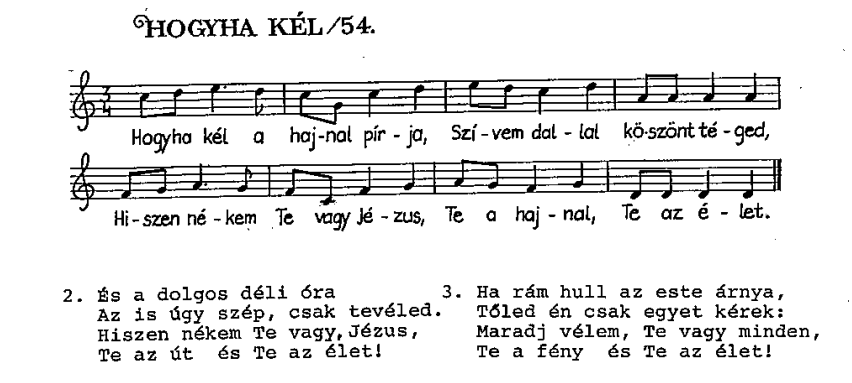 HOGYHA KÉL/54.
3
4
Hogyha kél a haj-nal pír-ja, Szí-vem dal-lal kö-szönt té-ged,
Hi-szen né-kem Te vagy Jé-zus, Te a haj-nal, Te az é-let.
2. És a dolgos déli óra
Az is úgy szép, csak tevéled.
Hiszen nékem Te vagy, Jézus,
Te az út és Te az élet!
3. Ha rám hull az este árnya,
Tőled én csak egyet kérek:
Maradj vélem, Te vagy minden,
Te a fény és Te az élet!